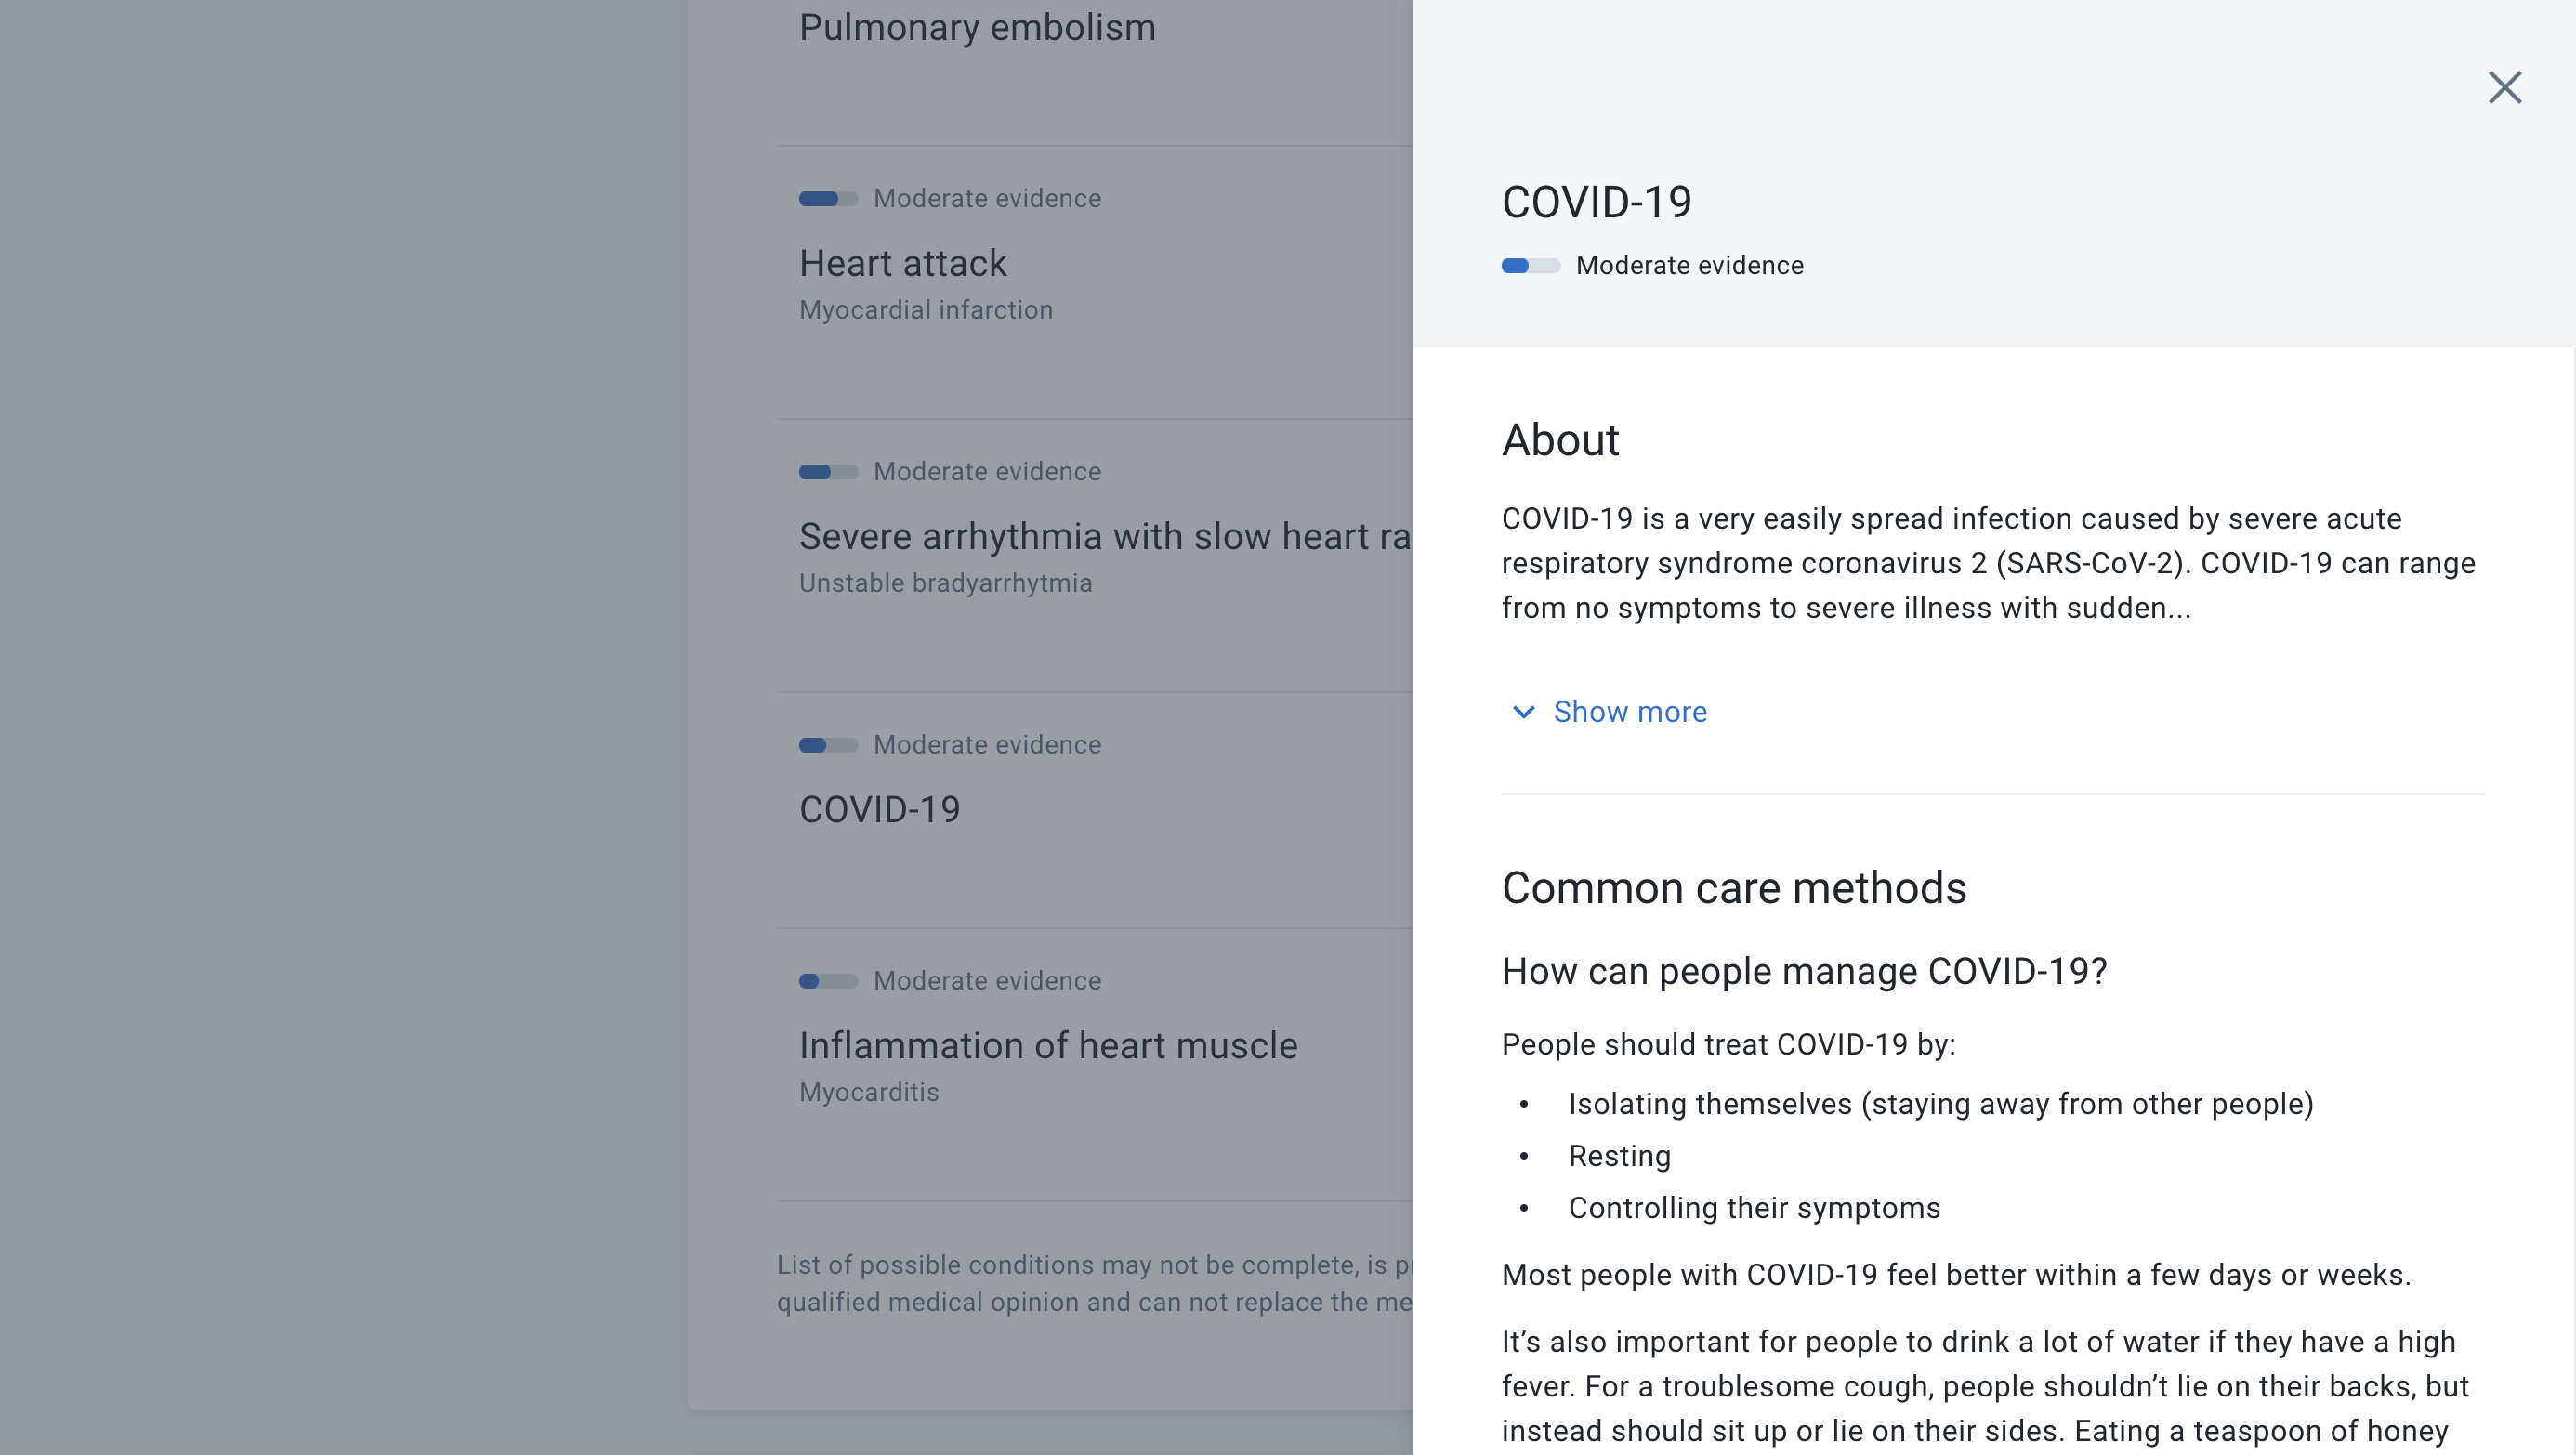 Pulmonary embolism
Moderate evidence
Heart attack
Myocardial infarction
Moderate evidence
Severe arrhythmia with slow heart ra
Unstable bradyarrhytmia
Moderate evidence
COVID-19
Moderate evidence
Inflammation of heart muscle
Myocarditis
List of possible conditions may not be complete, is p
qualified medical opinion and can not replace the me
COVID-19
Moderate evidence
About
COVID-19 is a very easily spread infection caused by severe acute
respiratory syndrome coronavirus 2 (SARS-CoV-2). COVID-19 can range
from no symptoms to severe illness with sudden...
Show more
Common care methods
How can people manage COVID-19?
People should treat COVID-19 by:
• Isolating themselves (staying away from other people)
• Resting
• Controlling their symptoms
Most people with COVID-19 feel better within a few days or weeks.
It’s also important for people to drink a lot of water if they have a high
fever. For a troublesome cough, people shouldn’t lie on their backs, but
instead should sit up or lie on their sides. Eating a teaspoon of honey